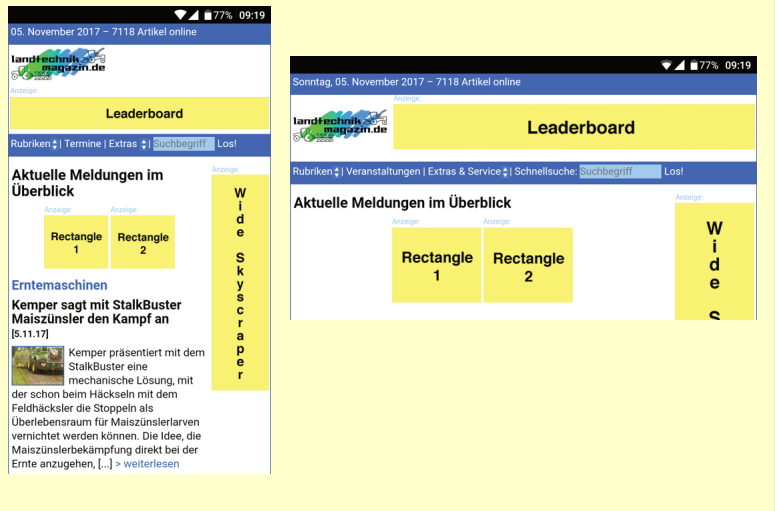 77% 09:19
05. November 2017 – 7118 Artikel online
landtechnik
magazin.de
Anzeige:
Leaderboard
Rubriken | Termine | Extras | Suchbegriff Los!
Aktuelle Meldungen im
Überblick
Anzeige:
Anzeige:
Rectangle
1
Rectangle
2
Erntemaschinen
Kemper sagt mit StalkBuster
Maiszünsler den Kampf an
[5.11.17]
Kemper präsentiert mit dem
StalkBuster eine
mechanische Lösung, mit
der schon beim Häckseln mit dem
Feldhäcksler die Stoppeln als
Überlebensraum für Maiszünslerlarven
vernichtet werden können. Die Idee, die
Maiszünslerbekämpfung direkt bei der
Ernte anzugehen, [...] > weiterlesen
Anzeige:
W
i
d
e
S
k
y
s
c
r
a
p
e
r
77% 09:19
Sonntag, 05. November 2017 – 7118 Artikel online
Anzeige:
landtechnik
magazin.de
Leaderboard
Rubriken | Veranstaltungen | Extras & Service | Schnellsuche: Suchbegriff Los!
Aktuelle Meldungen im Überblick
Anzeige:
Anzeige:
Rectangle
1
Rectangle
2
Anzeige:
W
i
d
e
S